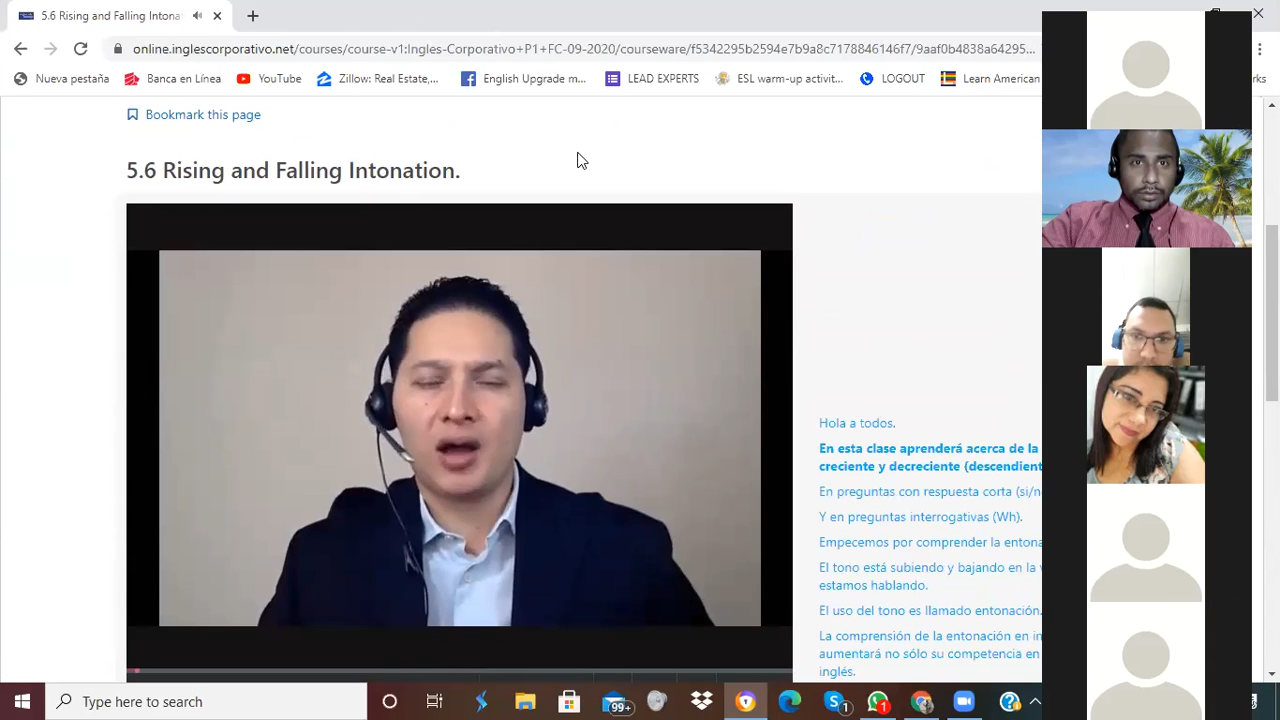 5.6 Rising and Falling Intona
online.inglescorporativo.net/courses/course-v1:Ingles-Corporativo+P1+FC-09-2020/courseware/f5342295b2594e7b9a8c7178846146f7/9aaf0b4838a64295...
Nueva pestaña
Banca en Línea
YouTube
Zillow: Real Estate,...
English Upgrade m...
LEAD EXPERTS
ESL warm-up activit...
LOGOUT
Learn American
Bookmark this page
5.6 Rising and Falling Intonation.
Hola a todos.
En esta clase aprenderá acerca de la
creciente y decreciente (descendient
En preguntas con respuesta corta (si/n
Y en preguntas interrogativas (Wh).
Empecemos por comprender la entona
El tono está subiendo y bajando en la
estamos hablando.
El uso del tono es llamado entonación.
La comprensión de la entonación en in
aumentará no sólo su competencia en
inglés.
Type here to search
99+
1
1